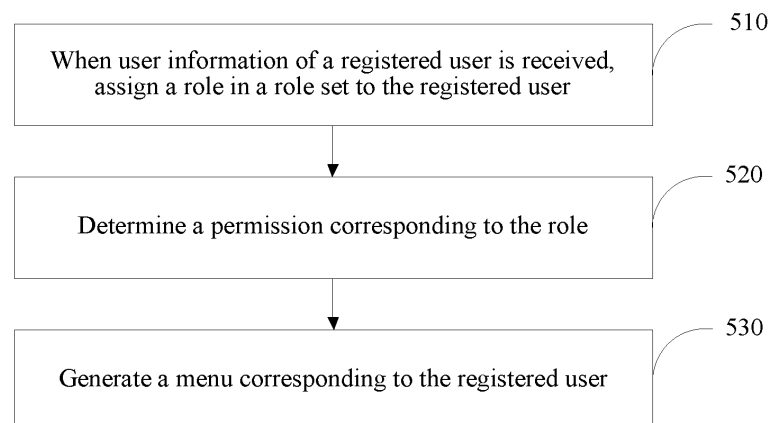 510
When user information of a registered user is received,
assign a role in a role set to the registered user
520
Determine a permission corresponding to the role
530
Generate a menu corresponding to the registered user